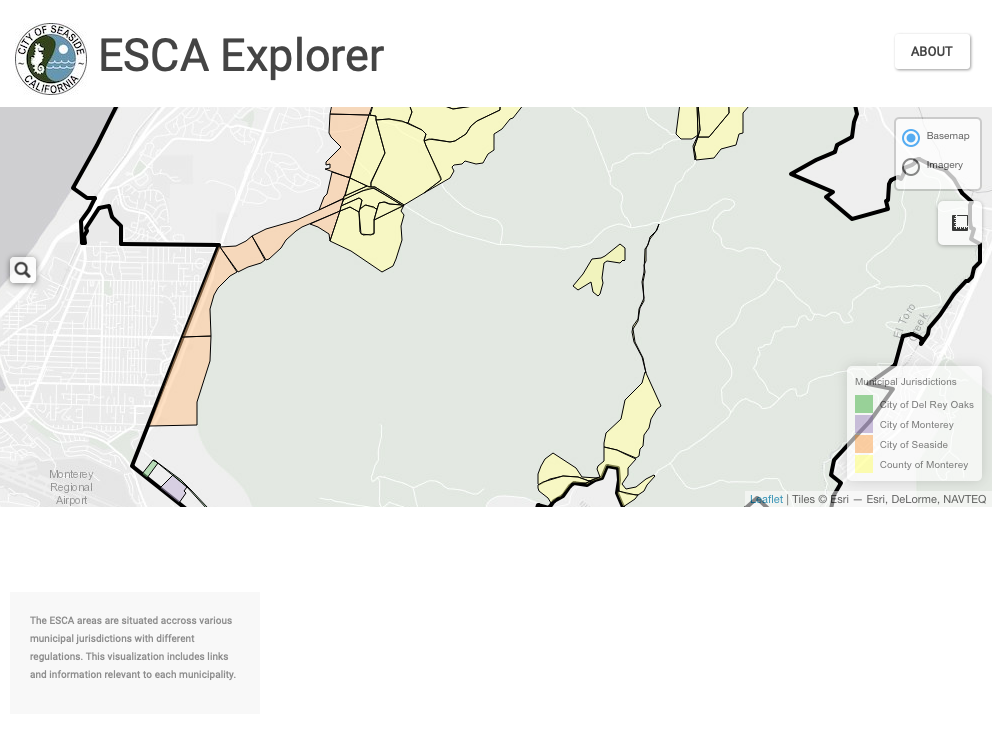 CITY OF SEASIDE
CALIFORNIA
ESCA Explorer
ABOUT
Basemap
Imagery
El Toro
Creek
Municipal Jurisdictions
City of Del Rey Oaks
City of Monterey
City of Seaside
County of Monterey
Monterey
Regional
Airport
Leaflet | Tiles © Esri — Esri, DeLorme, NAVTEQ
The ESCA areas are situated accross various
municipal jurisdictions with different
regulations. This visualization includes links
and information relevant to each municipality.